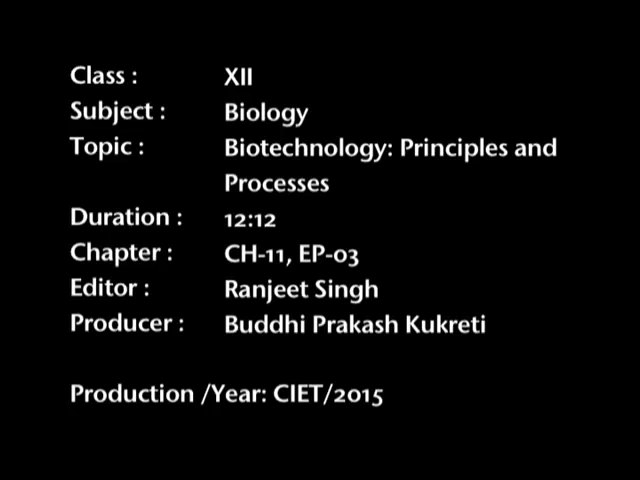 Class : XII
Subject : Biology
Topic : Biotechnology: Principles and
Processes
Duration : 12:12
Chapter : CH-11, EP-03
Editor : Ranjeet Singh
Producer : Buddhi Prakash Kukreti
Production /Year: CIET/2015